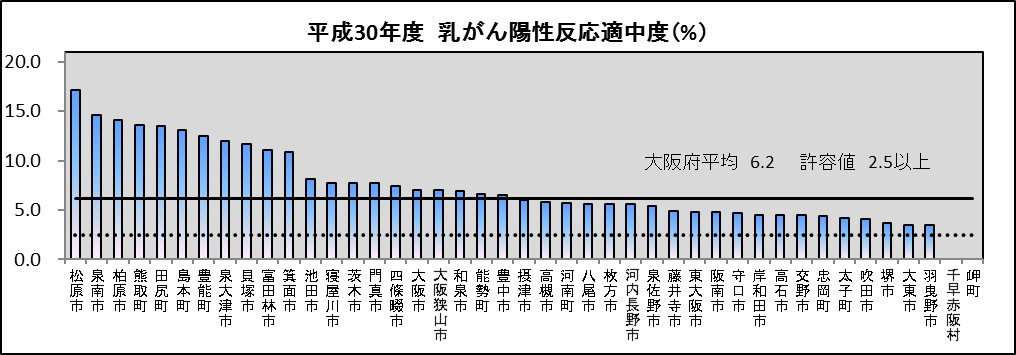 平成30年度 乳がん陽性反応適中度(%)
20.0
15.0
10.0
5.0
0.0
大阪府平均 6.2 許容値 2.5以上
松原市
泉南市
柏原市
熊取町
田尻町
島本町
豊能町
泉大津市
貝塚市
富田林市
箕面市
池田市
寝屋川市
茨木市
門真市
四條畷市
大阪市
大阪狭山市
和泉市
能勢町
豊中市
摂津市
高槻市
河南町
八尾市
枚方市
河内長野市
泉佐野市
藤井寺市
東大阪市
阪南市
守口市
岸和田市
高石市
交野市
忠岡町
太子町
吹田市
堺市
大東市
羽曳野市
千早赤阪村
岬町